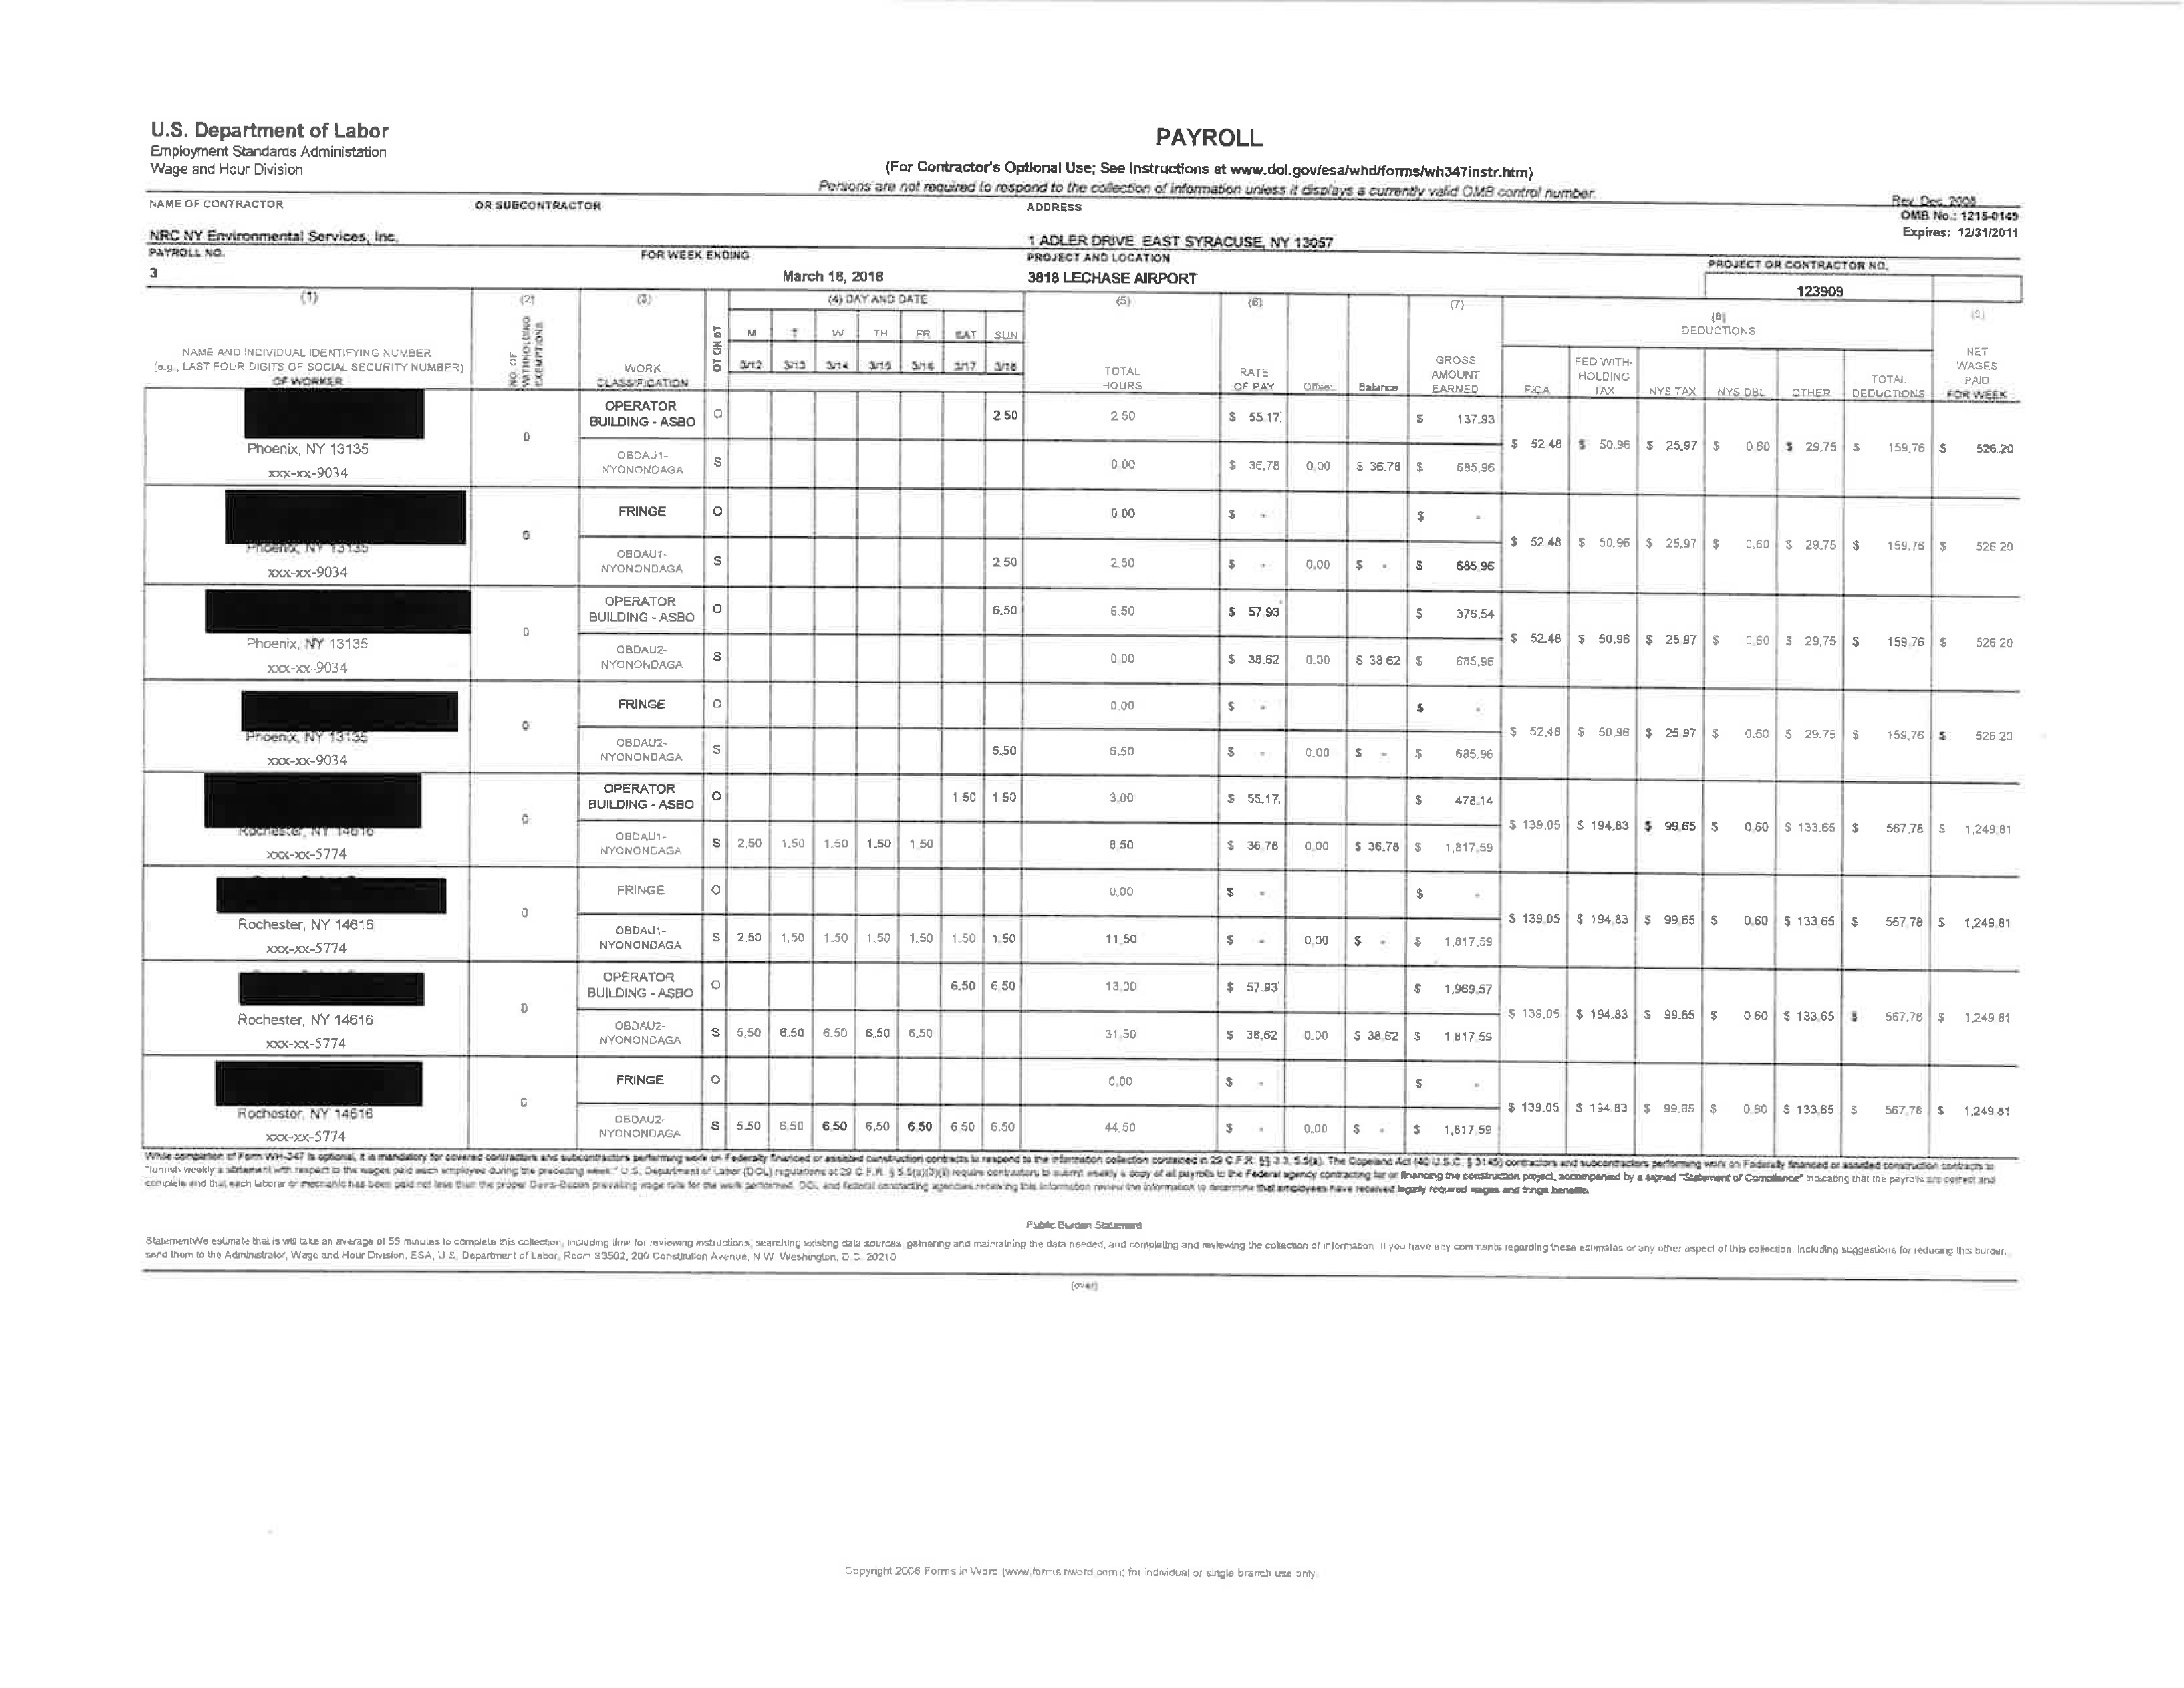 U.S. Department of Labor
Employment Standards Administation
Wage and Hour Division
PAYROLL
(For Contractor's Optional Use; See Instructions at www.dol.gov/esa/whd/forms/wh347instr.htm)
Persons are not required to respond to the collection of information unless it displays a currently valid OMB control number.
Rev. Dec. 2008
OMB No.: 1215-0149
Expires: 12/31/2011
NAME OF CONTRACTOR OR SUBCONTRACTOR ADDRESS
NRC NY Environmental Services, Inc. 1 ADLER DRIVE EAST SYRACUSE, NY 13057
PAYROLL NO. FOR WEEK ENDING PROJECT AND LOCATION PROJECT OR CONTRACTOR NO.
3 March 18, 2018 3818 LECHASE AIRPORT 123909
(1) (2) (3) (4) DAY AND DATE (5) (6) (7) (8) DEDUCTIONS (9)
NAME AND INDIVIDUAL IDENTIFYING NUMBER
(e.g., LAST FOUR DIGITS OF SOCIAL SECURITY NUMBER)
OF WORKER
NO. OF WITHHOLDING EXEMPTIONS
WORK CLASSIFICATION
M T W TH FR SAT SUN
3/12 3/13 3/14 3/15 3/16 3/17 3/18
TOTAL HOURS
RATE OF PAY
Offset Balance
GROSS AMOUNT EARNED
FICA
FED WITH-HOLDING TAX
NYS TAX NYS DBL OTHER
TOTAL DEDUCTIONS
NET WAGES PAID FOR WEEK
OPERATOR BUILDING - ASBO O 2.50 2.50 $ 55.17 $ 137.93
Phoenix, NY 13135 0 $ 52.48 $ 50.96 $ 25.97 $ 0.60 $ 29.75 $ 159.76 $ 526.20
xxx-xx-9034 OBDAU1-NYONONDAGA S 0.00 $ 36.78 0.00 $ 36.78 $ 685.96
FRINGE O 0.00 $ - $ -
Phoenix, NY 13135 0 $ 52.48 $ 50.96 $ 25.97 $ 0.60 $ 29.75 $ 159.76 $ 526.20
xxx-xx-9034 OBDAU1-NYONONDAGA S 2.50 2.50 $ - 0.00 $ - $ 685.96
OPERATOR BUILDING - ASBO O 6.50 6.50 $ 57.93 $ 376.54
Phoenix, NY 13135 0 $ 52.48 $ 50.96 $ 25.97 $ 0.60 $ 29.75 $ 159.76 $ 526.20
xxx-xx-9034 OBDAU2-NYONONDAGA S 0.00 $ 38.62 0.00 $ 38.62 $ 685.96
FRINGE O 0.00 $ - $ -
Phoenix, NY 13135 0 $ 52.48 $ 50.96 $ 25.97 $ 0.60 $ 29.75 $ 159.76 $ 526.20
xxx-xx-9034 OBDAU2-NYONONDAGA S 6.50 6.50 $ - 0.00 $ - $ 685.96
OPERATOR BUILDING - ASBO O 1.50 1.50 3.00 $ 55.17 $ 478.14
Rochester, NY 14616 0 $ 139.05 $ 194.83 $ 99.65 $ 0.60 $ 133.65 $ 567.78 $ 1,249.81
xxx-xx-5774 OBDAU1-NYONONDAGA S 2.50 1.50 1.50 1.50 1.50 8.50 $ 36.78 0.00 $ 36.78 $ 1,817.59
FRINGE O 0.00 $ - $ -
Rochester, NY 14616 0 $ 139.05 $ 194.83 $ 99.65 $ 0.60 $ 133.65 $ 567.78 $ 1,249.81
xxx-xx-5774 OBDAU1-NYONONDAGA S 2.50 1.50 1.50 1.50 1.50 1.50 1.50 11.50 $ - 0.00 $ - $ 1,817.59
OPERATOR BUILDING - ASBO O 6.50 6.50 13.00 $ 57.93 $ 1,969.57
Rochester, NY 14616 0 $ 139.05 $ 194.83 $ 99.65 $ 0.60 $ 133.65 $ 567.78 $ 1,249.81
xxx-xx-5774 OBDAU2-NYONONDAGA S 5.50 6.50 6.50 6.50 6.50 31.50 $ 38.62 0.00 $ 38.62 $ 1,817.59
FRINGE O 0.00 $ - $ -
Rochester, NY 14616 0 $ 139.05 $ 194.83 $ 99.65 $ 0.60 $ 133.65 $ 567.78 $ 1,249.81
xxx-xx-5774 OBDAU2-NYONONDAGA S 5.50 6.50 6.50 6.50 6.50 6.50 6.50 44.50 $ - 0.00 $ - $ 1,817.59
While completion of Form WH-347 is optional, it is mandatory for covered contractors and subcontractors performing work on Federally financed or assisted construction contracts to respond to the information collection contained in 29 C.F.R. §§ 3.3, 5.5(a). The Copeland Act (40 U.S.C. § 3145) contractors and subcontractors performing work on Federally financed or assisted construction contracts to
"furnish weekly a statement with respect to the wages paid each employee during the preceding week." U.S. Department of Labor (DOL) regulations at 29 C.F.R. § 5.5(a)(3)(ii) require contractors to submit weekly a copy of all payrolls to the Federal agency contracting for or financing the construction project, accompanied by a signed "Statement of Compliance" indicating that the payrolls are correct and
complete and that each laborer or mechanic has been paid not less than the proper Davis-Bacon prevailing wage rate for the work performed. DOL and federal contracting agencies receiving this information review the information to determine that employees have received legally required wages and fringe benefits.
Public Burden Statement
StatementWe estimate that is will take an average of 55 minutes to complete this collection, including time for reviewing instructions, searching existing data sources, gathering and maintaining the data needed, and completing and reviewing the collection of information. If you have any comments regarding these estimates or any other aspect of this collection, including suggestions for reducing this burden,
send them to the Administrator, Wage and Hour Division, ESA, U.S. Department of Labor, Room S3502, 200 Constitution Avenue, N.W. Washington, D.C. 20210
(over)
Copyright 2008 Forms in Word (www.formsinword.com); for individual or single branch use only.